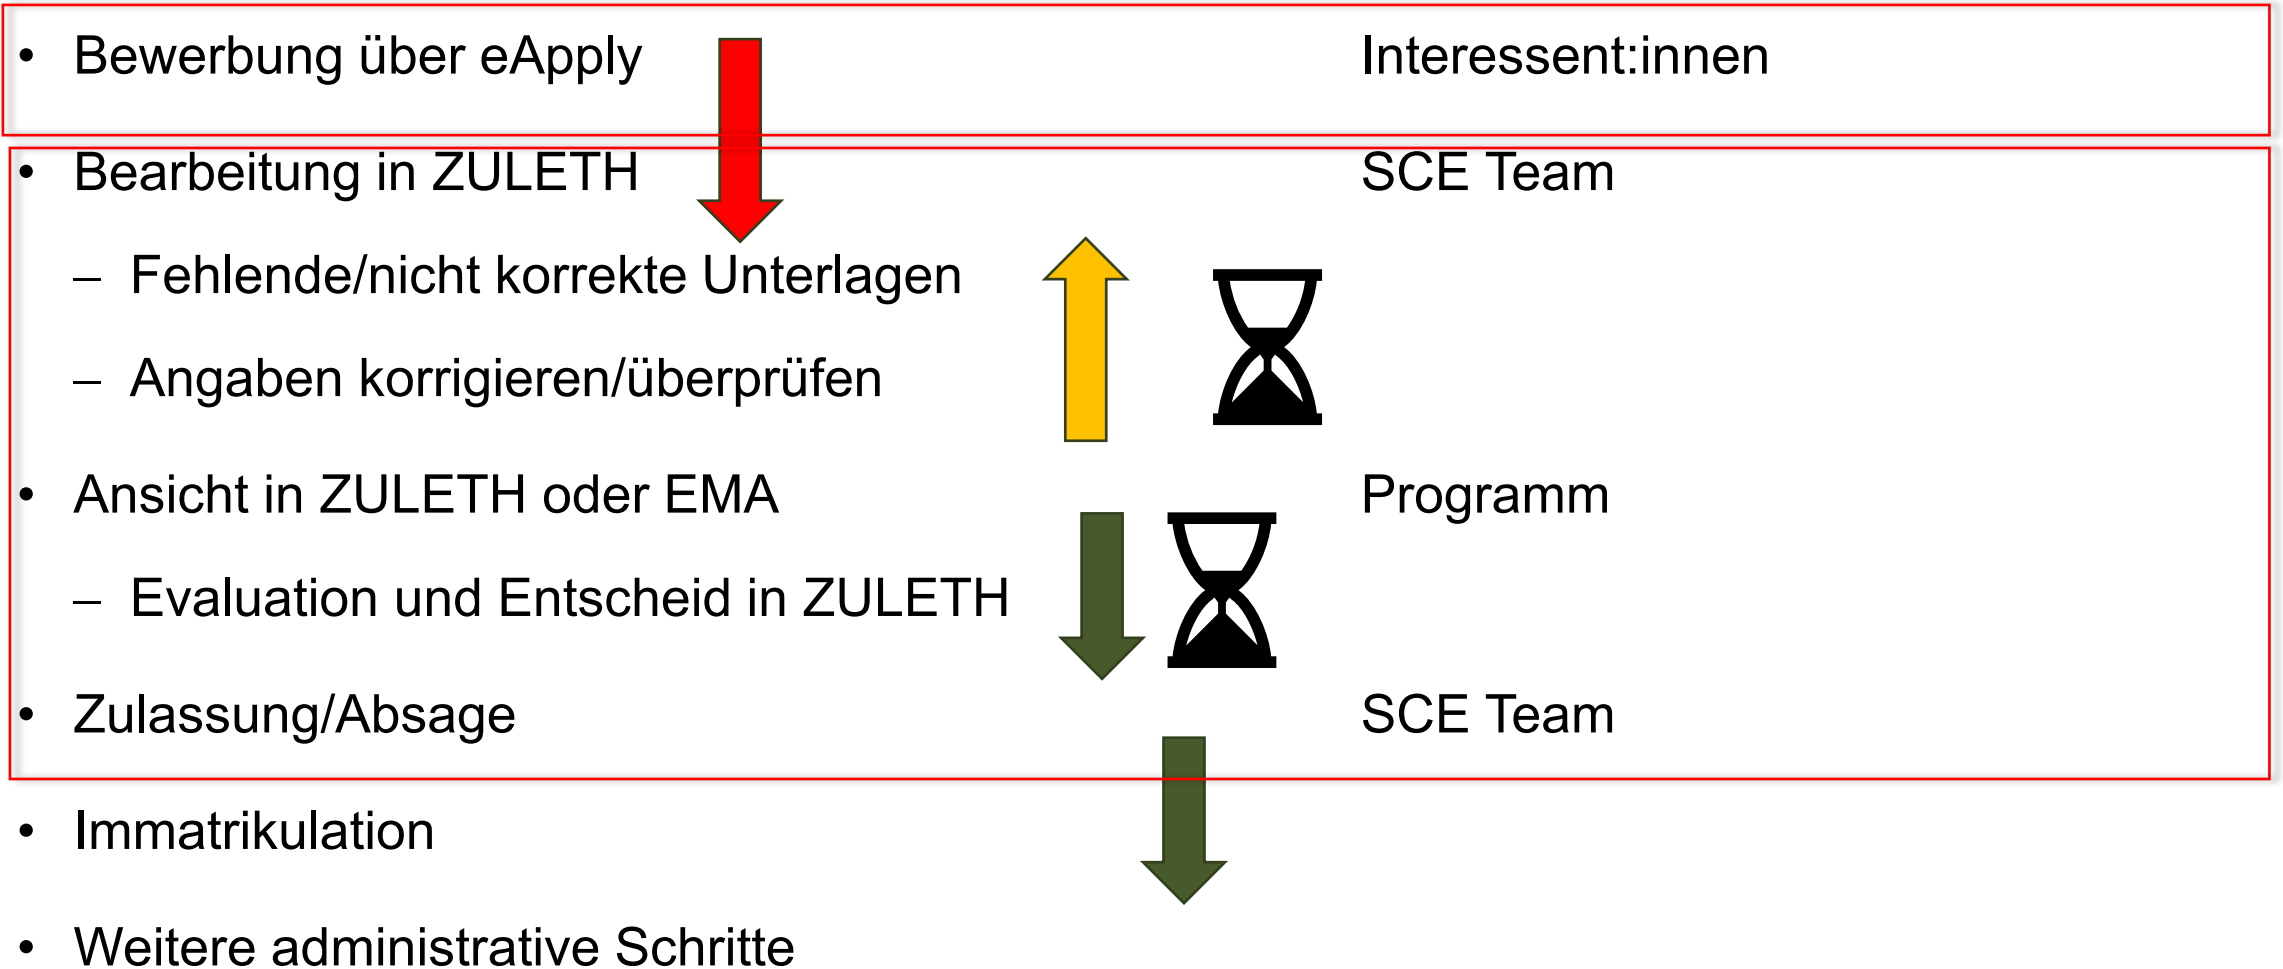 • Bewerbung über eApply Interessent:innen
• Bearbeitung in ZULETH SCE Team
– Fehlende/nicht korrekte Unterlagen
– Angaben korrigieren/überprüfen
• Ansicht in ZULETH oder EMA Programm
– Evaluation und Entscheid in ZULETH
• Zulassung/Absage SCE Team
• Immatrikulation
• Weitere administrative Schritte